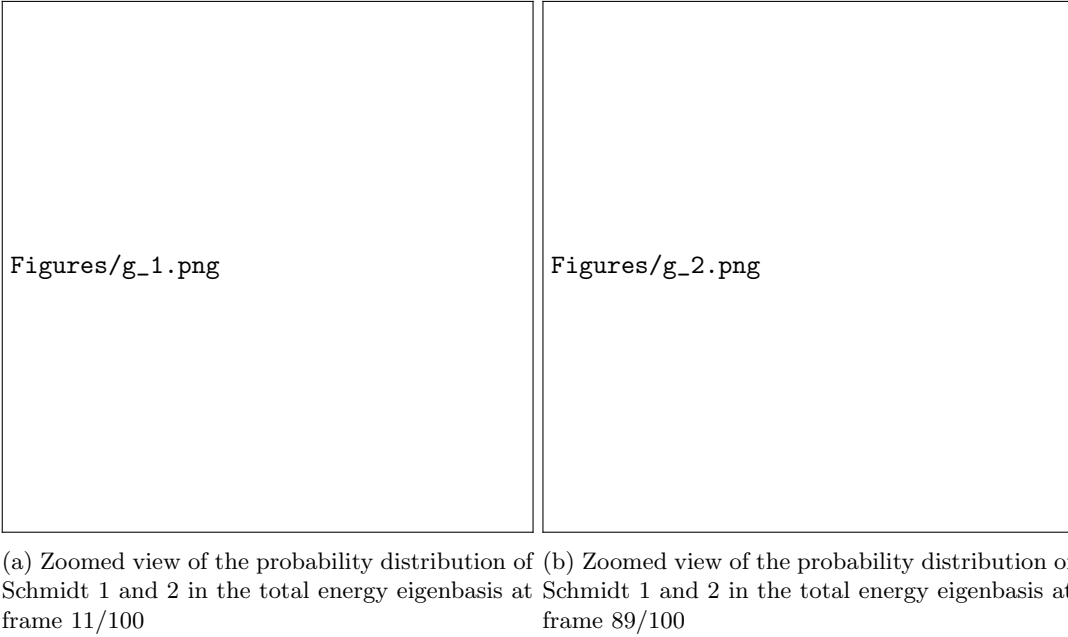 Figures/g_1.png
Figures/g_2.png
(a) Zoomed view of the probability distribution of
Schmidt 1 and 2 in the total energy eigenbasis at
frame 11/100
(b) Zoomed view of the probability distribution
Schmidt 1 and 2 in the total energy eigenbasis
frame 89/100